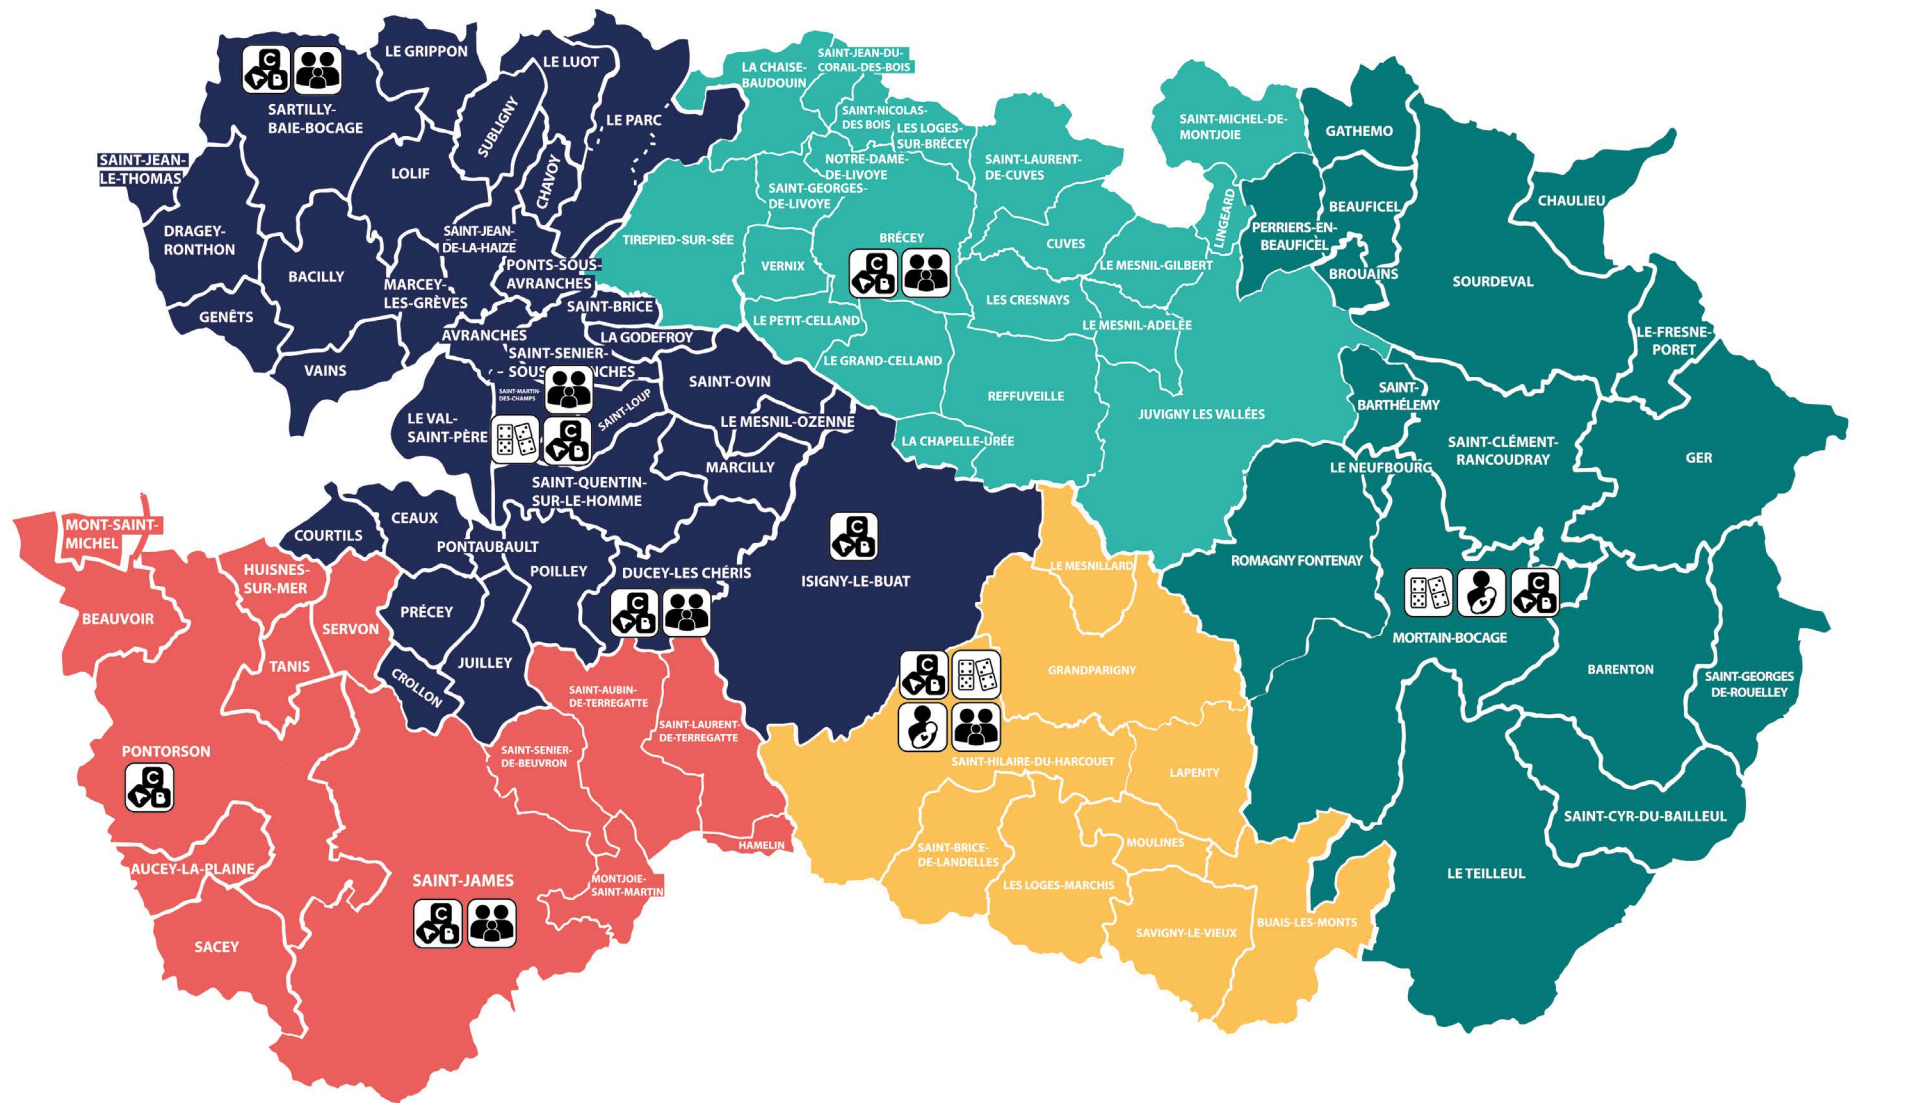 LE GRIPPON
LE LUOT
SARTILLY-
BAIE-BOCAGE
SUBLIGNY
LE PARC
SAINT-JEAN-
LE-THOMAS
LOLIF
CHAVOY
DRAGEY-
RONTHON
SAINT-JEAN-
DE-LA-HAIZE
BACILLY
MARCEY-
LES-GRÈVES
PONTS-SOUS-
AVRANCHES
GENÊTS
SAINT-BRICE
AVRANCHES
LA GODEFROY
VAINS
SAINT-SENIER-
SOUS
NCHES
SAINT-MARTIN-
DES-CHAMPS
SAINT-LOUP
SAINT-OVIN
LE VAL-
SAINT-PÈRE
LE MESNIL-OZENNE
MARCILLY
SAINT-QUENTIN-
SUR-LE-HOMME
COURTILS
CEAUX
PONTAUBAULT
POILLEY
DUCEY-LES CHÉRIS
ISIGNY-LE-BUAT
PRÉCEY
JUILLEY
CROLLON
LA CHAISE-
BAUDOUIN
SAINT-JEAN-DU-
CORAIL-DES-BOIS
SAINT-NICOLAS-
DES BOIS
LES LOGES-
SUR-BRÉCEY
NOTRE-DAME-
DE-LIVOYE
SAINT-GEORGES-
DE-LIVOYE
SAINT-LAURENT-
DE-CUVES
TIREPIED-SUR-SÉE
BRÉCEY
VERNIX
CUVES
LE MESNIL-GILBERT
LES CRESNAYS
LE PETIT-CELLAND
LE MESNIL-ADELÉE
LE GRAND-CELLAND
REFFUVEILLE
JUVIGNY LES VALLÉES
LA CHAPELLE-URÉE
SAINT-MICHEL-DE-
MONTJOIE
LINGEARD
GATHEMO
PERRIERS-EN-
BEAUFICEL
BEAUFICEL
BROUAINS
CHAULIEU
SOURDEVAL
LE-FRESNE-
PORET
SAINT-
BARTHÉLEMY
SAINT-CLÉMENT-
RANCOUDRAY
GER
LE NEUFBOURG
ROMAGNY FONTENAY
MORTAIN-BOCAGE
BARENTON
SAINT-GEORGES
DE-ROUELLEY
SAINT-CYR-DU-BAILLEUL
LE TEILLEUL
MONT-SAINT-
MICHEL
HUISNES-
SUR-MER
BEAUVOIR
SERVON
TANIS
SAINT-AUBIN-
DE-TERREGATTE
SAINT-LAURENT-
DE-TERREGATTE
SAINT-SENIER-
DE-BEUVRON
PONTORSON
HAMELIN
AUCEY-LA-PLAINE
SAINT-JAMES
MONTJOIE-
SAINT-MARTIN
SACEY
LE MESNILLARD
GRANDPARIGNY
SAINT-HILAIRE-DU-HARCOUET
LAPENTY
MOULINES
SAINT-BRICE-
DE-LANDELLES
LES LOGES-MARCHIS
SAVIGNY-LE-VIEUX
BUAIS-LES-MONTS